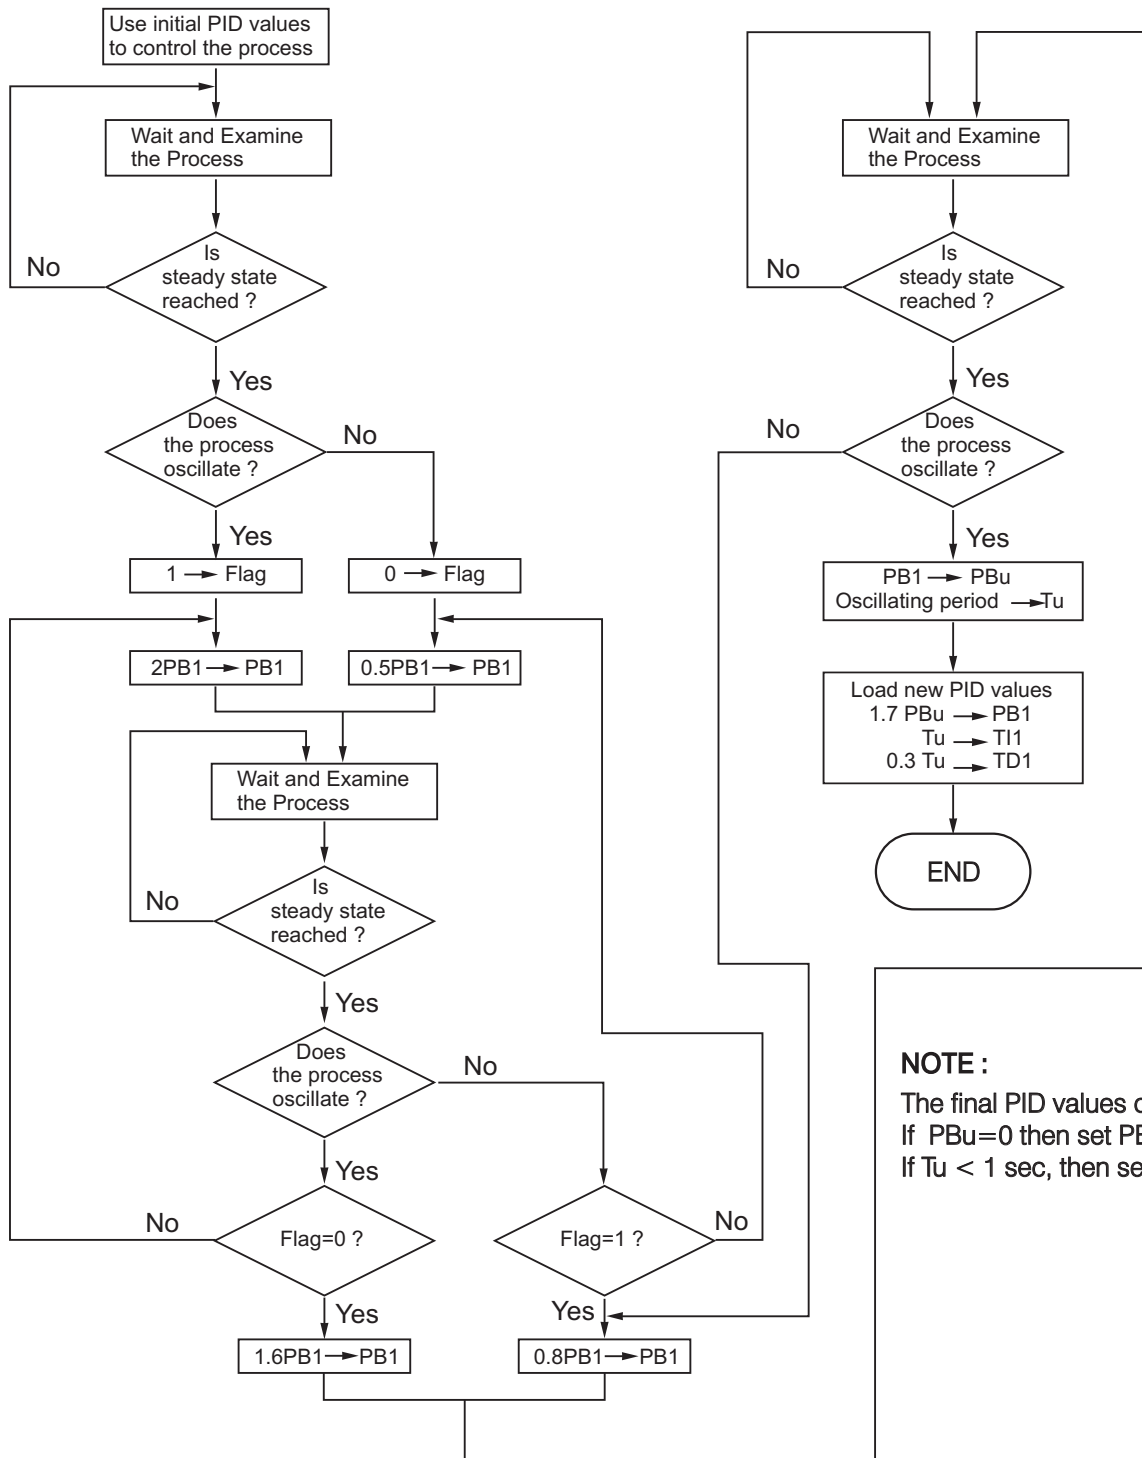 Use initial PID values
to control the process
Wait and Examine
the Process
Is
steady state
reached ?
No
Yes
Does
the process
oscillate ?
No
Yes
1 → Flag
0 → Flag
2PB1 → PB1
0.5PB1 → PB1
Wait and Examine
the Process
Is
steady state
reached ?
No
Yes
Does
the process
oscillate ?
No
Yes
Flag=0 ?
No
Yes
Flag=1 ?
No
Yes
1.6PB1 → PB1
0.8PB1 → PB1
Wait and Examine
the Process
Is
steady state
reached ?
No
Yes
Does
the process
oscillate ?
No
Yes
PB1 → PBu
Oscillating period → Tu
Load new PID values
1.7 PBu → PB1
Tu → TI1
0.3 Tu → TD1
END
NOTE :
The final PID values
If PBu=0 then set
If Tu < 1 sec, then